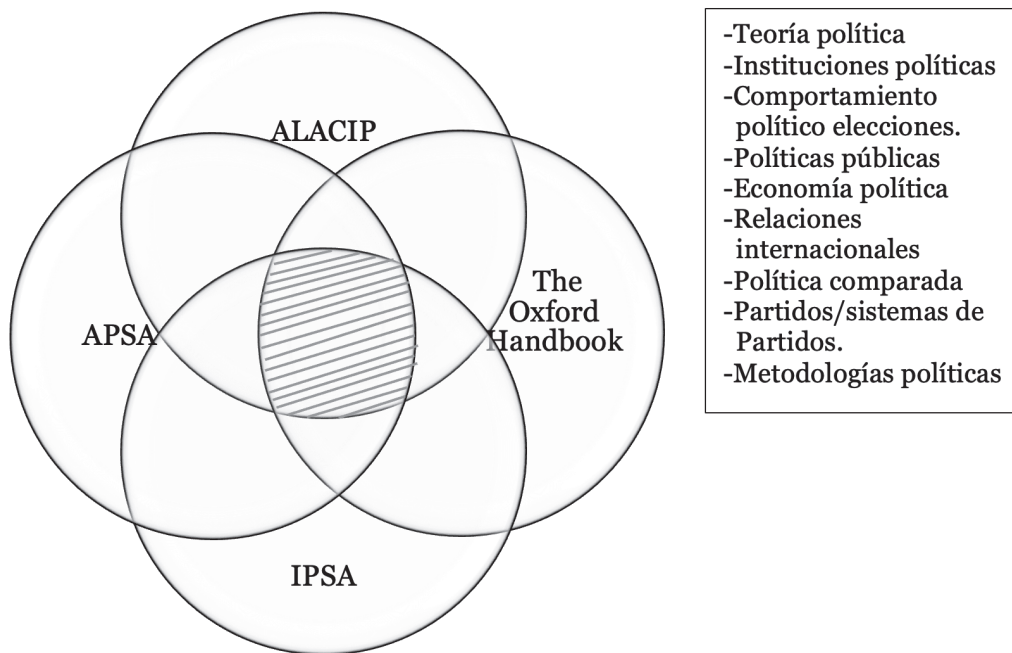 ALACIP
APSA
The
Oxford
Handbook
IPSA
-Teoría política
-Instituciones políticas
-Comportamiento
político elecciones.
-Políticas públicas
-Economía política
-Relaciones
internacionales
-Política comparada
-Partidos/sistemas de
Partidos.
-Metodologías políticas